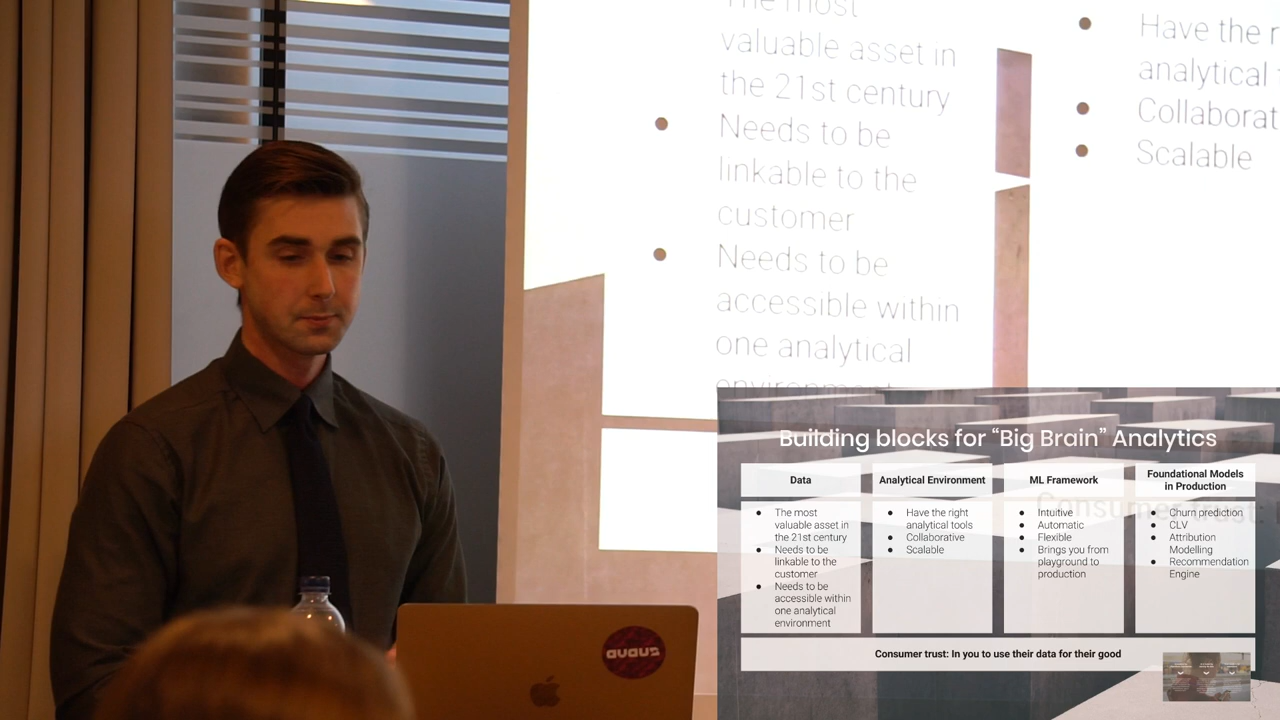 The most
valuable asset in
the 21st century
● Needs to be
linkable to the
customer
● Needs to be
accessible within
one analytical
environment
● Have the r
analytical
● Collaborat
● Scalable
avaus
Building blocks for “Big Brain” Analytics
Data
● The most
valuable asset in
the 21st century
● Needs to be
linkable to the
customer
● Needs to be
accessible within
one analytical
environment
Analytical Environment
● Have the right
analytical tools
● Collaborative
● Scalable
ML Framework
● Intuitive
● Automatic
● Flexible
● Brings you from
playground to
production
Foundational Models
in Production
● Churn prediction
● CLV
● Attribution
Modelling
● Recommendation
Engine
Consumer trust:
Consumer trust: In you to use their data for their good